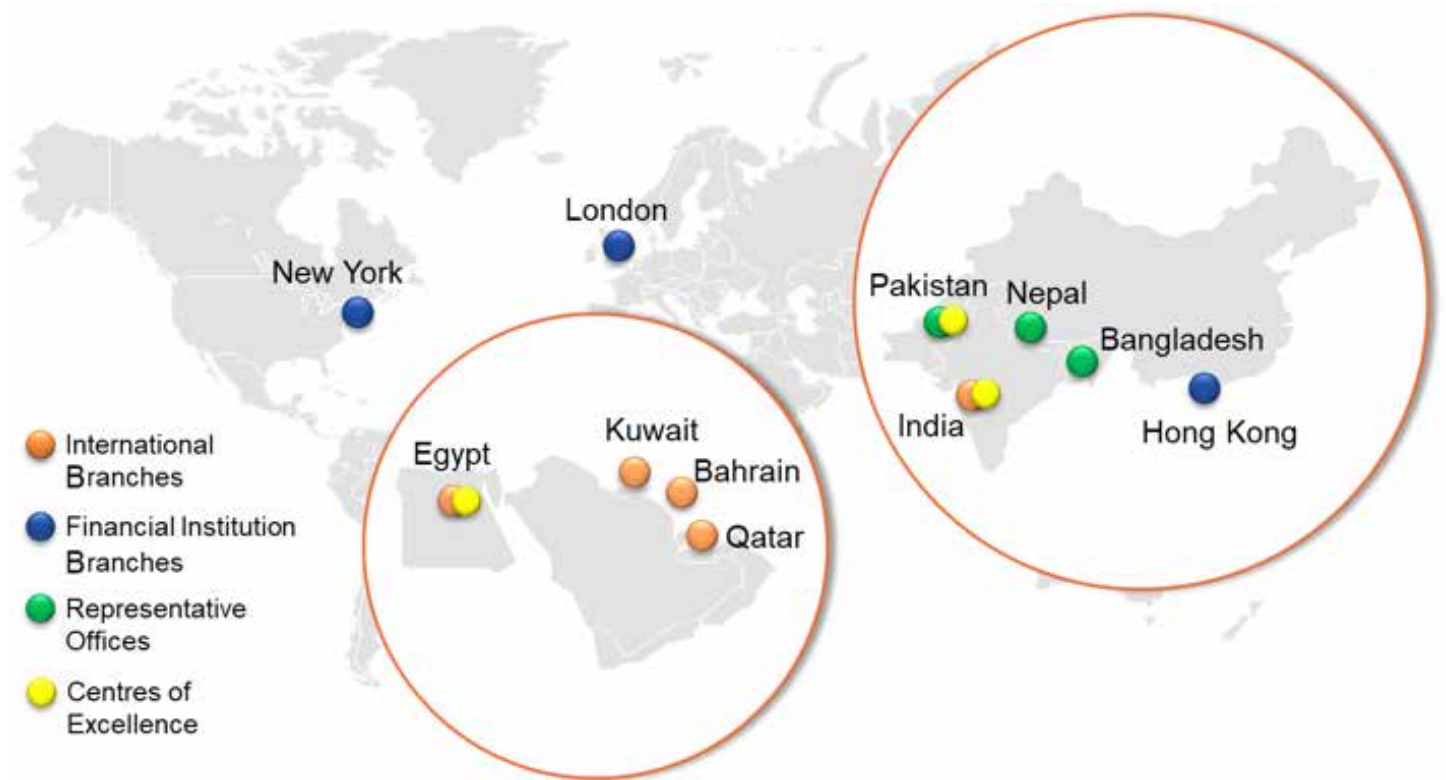 London
New York
Pakistan
Nepal
Bangladesh
India
Hong Kong
Kuwait
Egypt
Bahrain
Qatar
International
Branches
Financial Institution
Branches
Representative
Offices
Centres of
Excellence